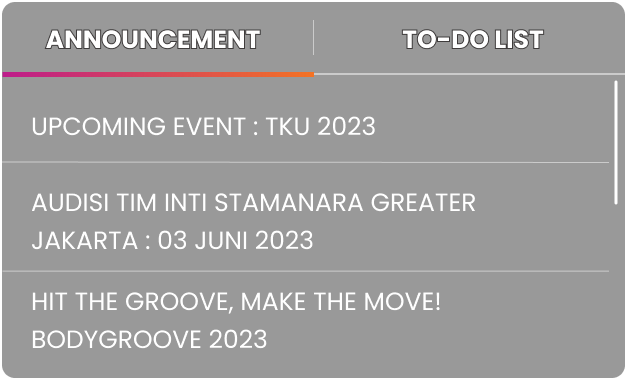 ANNOUNCEMENT
TO-DO LIST
UPCOMING EVENT : TKU 2023
AUDISI TIM INTI STAMANARA GREATER
JAKARTA : 03 JUNI 2023
HIT THE GROOVE, MAKE THE MOVE!
BODYGROOVE 2023